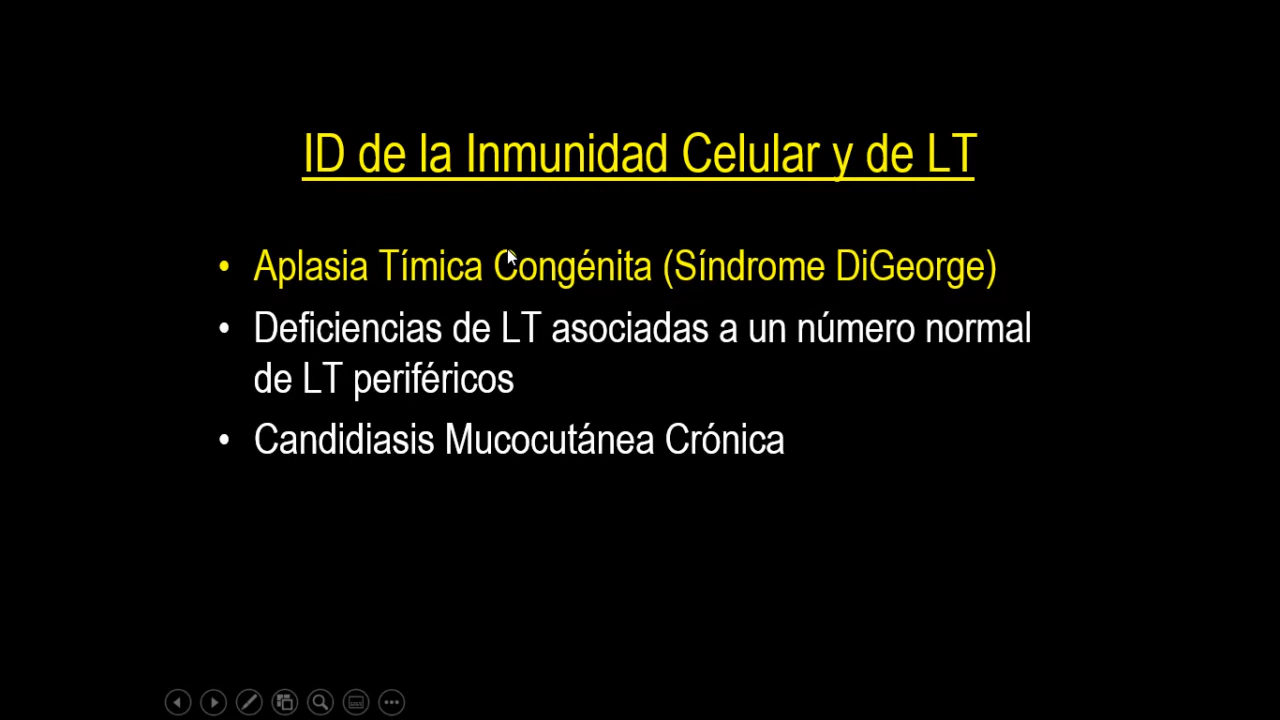 ID de la Inmunidad Celular y de LT
• Aplasia Tímica Congénita (Síndrome DiGeorge)
• Deficiencias de LT asociadas a un número normal
de LT periféricos
• Candidiasis Mucocutánea Crónica